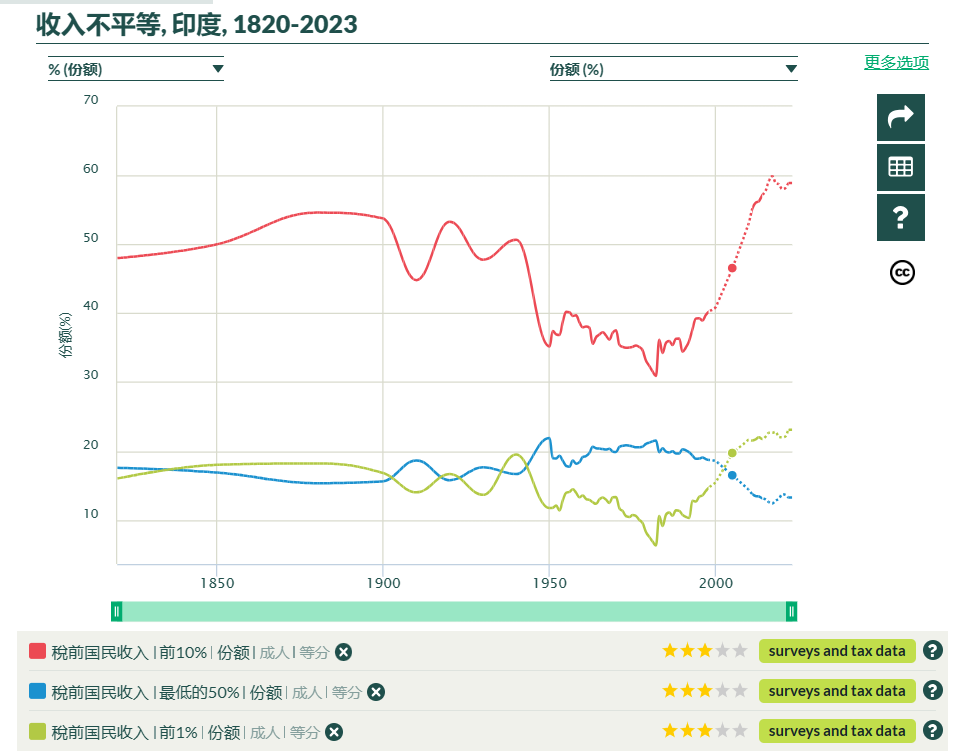 收入不平等, 印度, 1820-2023
% (份额)
份额 (%)
更多选项
70
60
50
40
30
20
10
份额(%)
?
cc
1850
1900
1950
2000
稅前国民收入 | 前10% | 份额 | 成人 | 等分
surveys and tax data
?
稅前国民收入 | 最低的50% | 份额 | 成人 | 等分
surveys and tax data
?
稅前国民收入 | 前1% | 份额 | 成人 | 等分
surveys and tax data
?